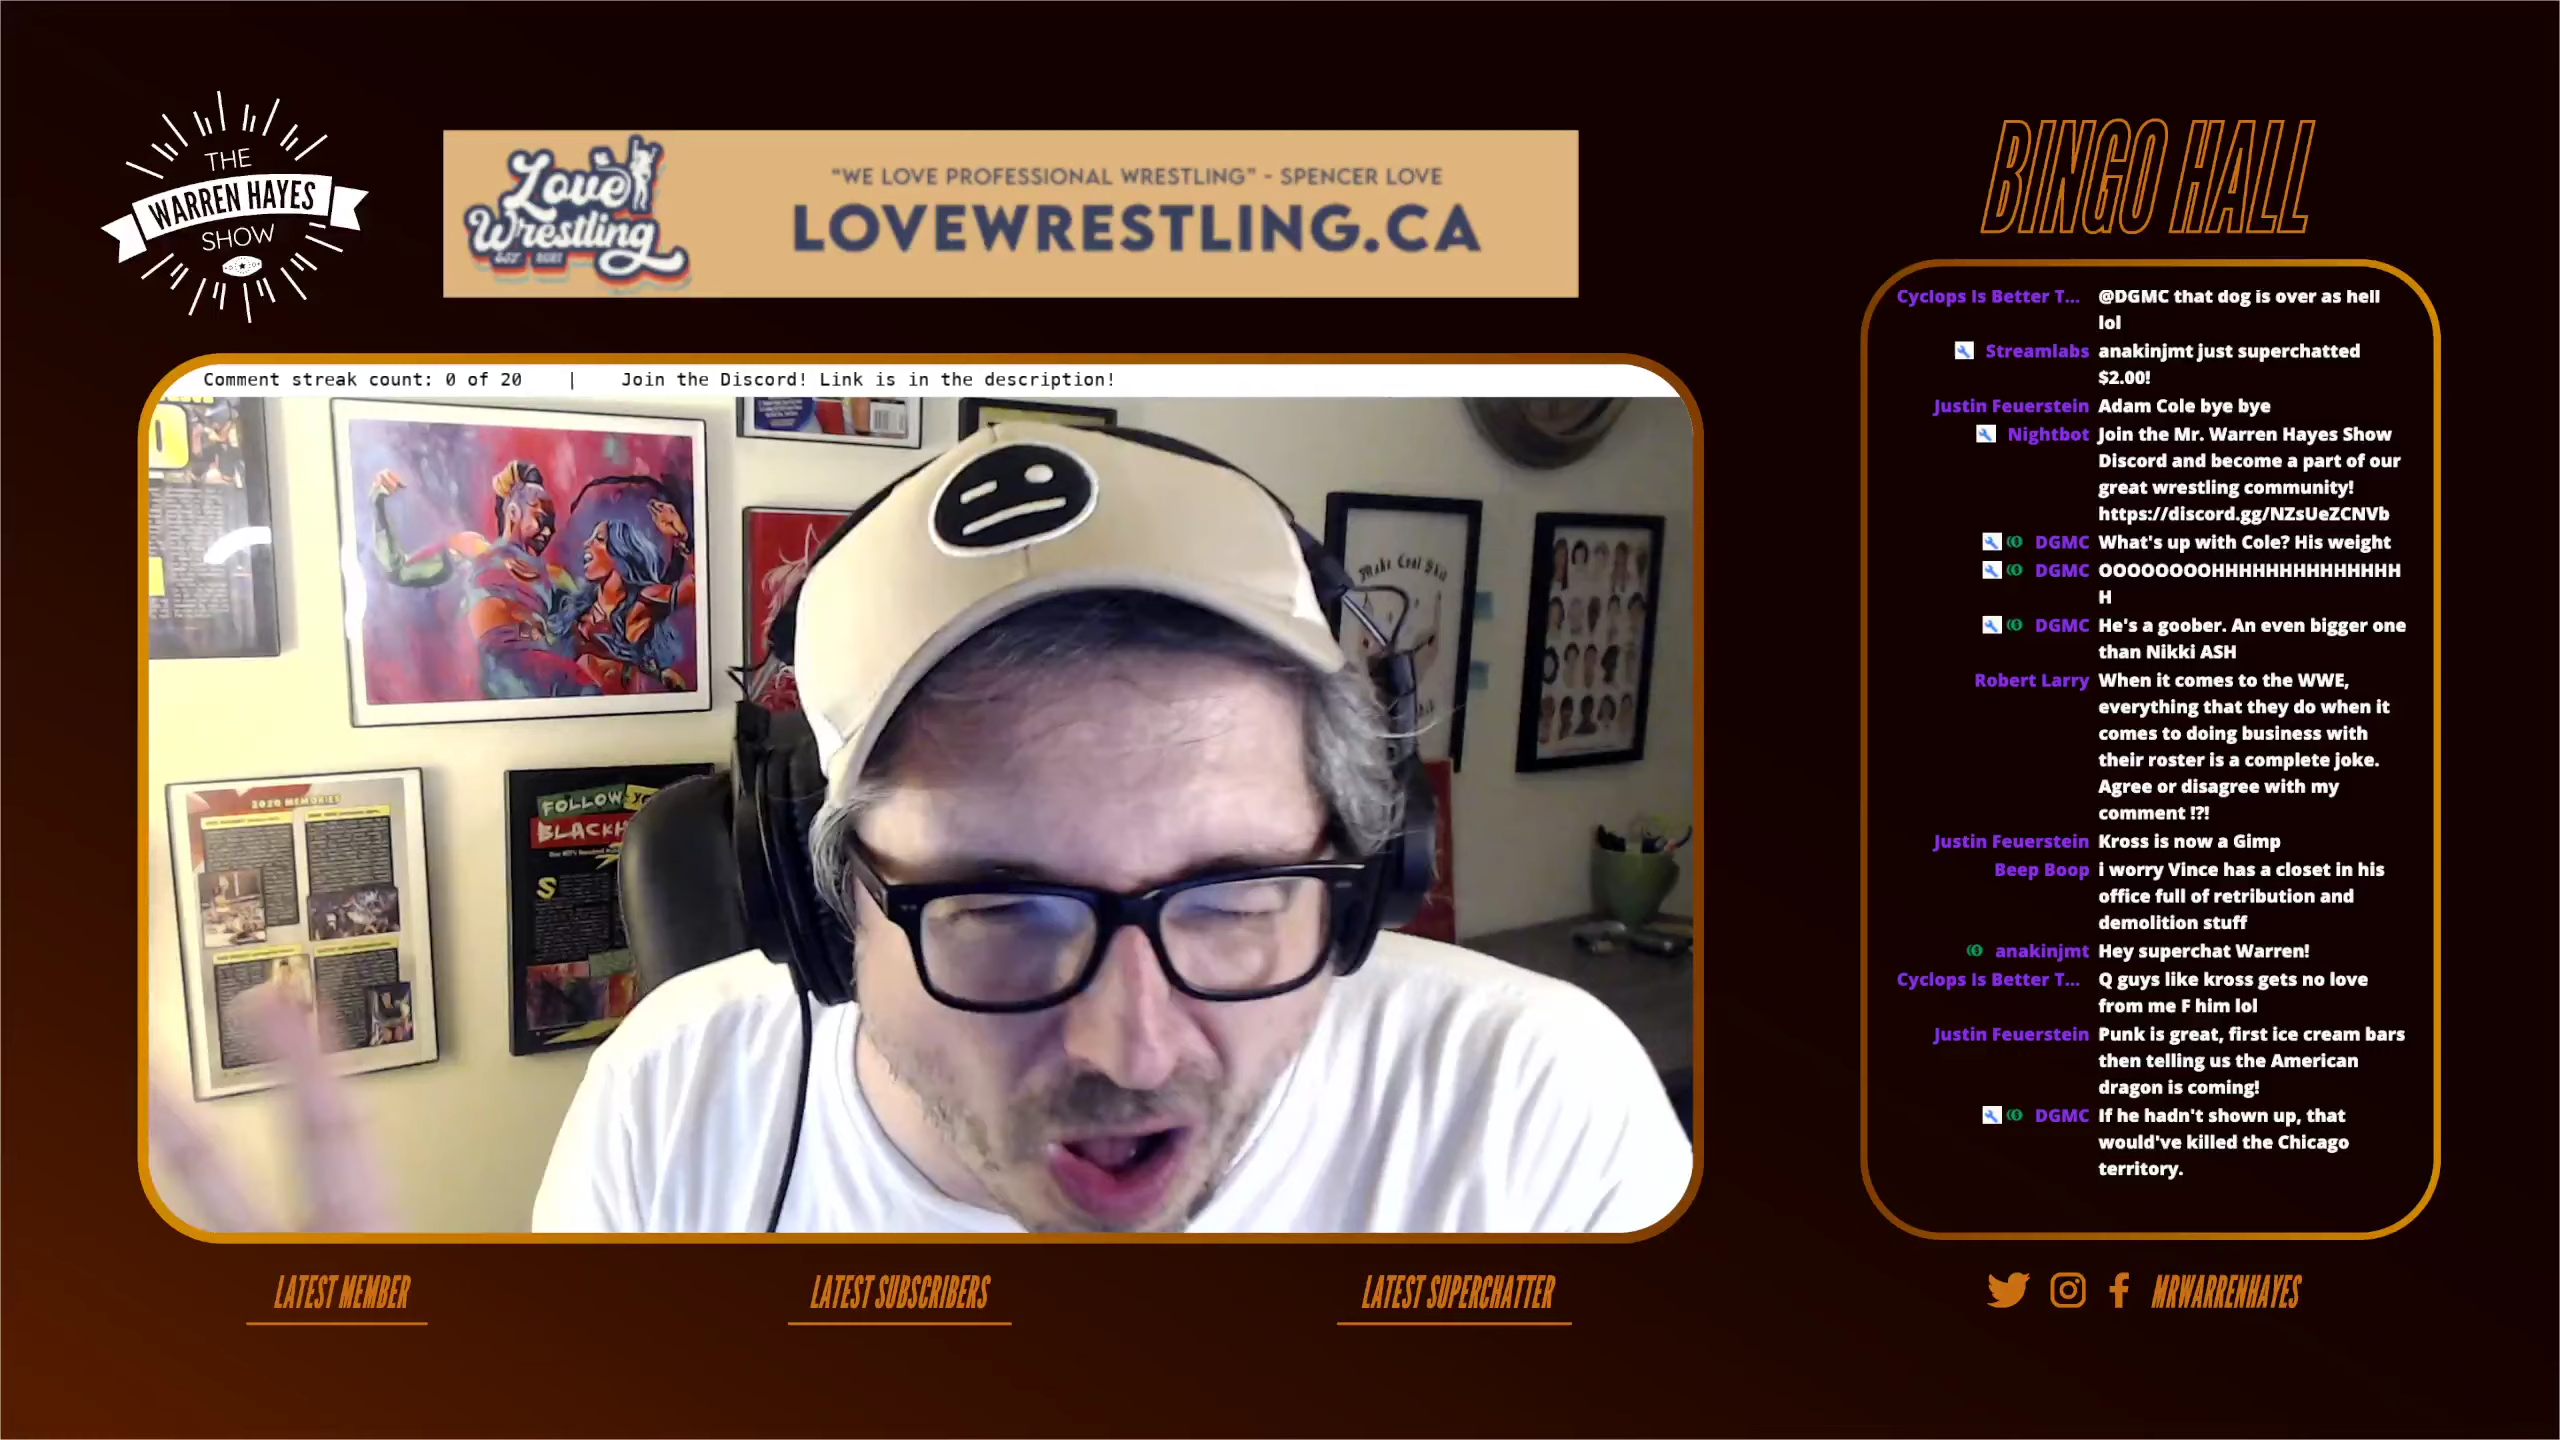 THE
WARREN HAYES
SHOW
Love
Wrestling
"WE LOVE PROFESSIONAL WRESTLING" - SPENCER LOVE
LOVEWRESTLING.CA
BINGO HALL
Comment streak count: 0 of 20 | Join the Discord! Link is in the description!
Make Cool Shit
2020 MEMORIES
FOLLOW
BLACK
S
Cyclops Is Better T... @DGMC that dog is over as hell
lol
Streamlabs anakinjmt just superchatted
$2.00!
Justin Feuerstein Adam Cole bye bye
Nightbot Join the Mr. Warren Hayes Show
Discord and become a part of our
great wrestling community!
https://discord.gg/NZsUeZCNVb
DGMC What's up with Cole? His weight
DGMC OOOOOOOOHHHHHHHHHHHHHH
H
DGMC He's a goober. An even bigger one
than Nikki ASH
Robert Larry When it comes to the WWE,
everything that they do when it
comes to doing business with
their roster is a complete joke.
Agree or disagree with my
comment !?!
Justin Feuerstein Kross is now a Gimp
Beep Boop i worry Vince has a closet in his
office full of retribution and
demolition stuff
anakinjmt Hey superchat Warren!
Cyclops Is Better T... Q guys like kross gets no love
from me F him lol
Justin Feuerstein Punk is great, first ice cream bars
then telling us the American
dragon is coming!
DGMC If he hadn't shown up, that
would've killed the Chicago
territory.
LATEST MEMBER
LATEST SUBSCRIBERS
LATEST SUPERCHATTER
MRWARRENHAYES